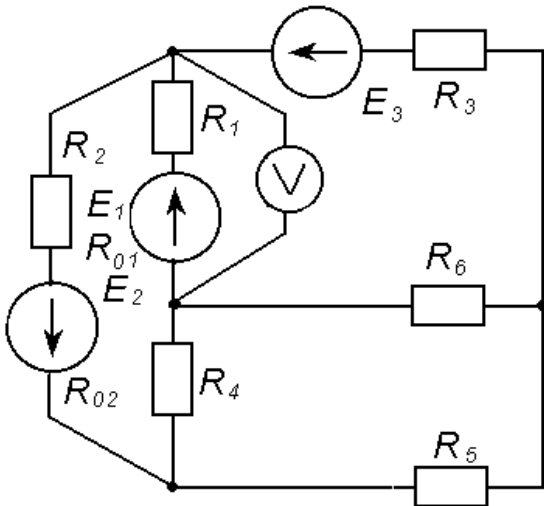 E₃
R₃
R₁
R₂
V
E₁
R₀₁
E₂
R₆
R₀₂
R₄
R₅